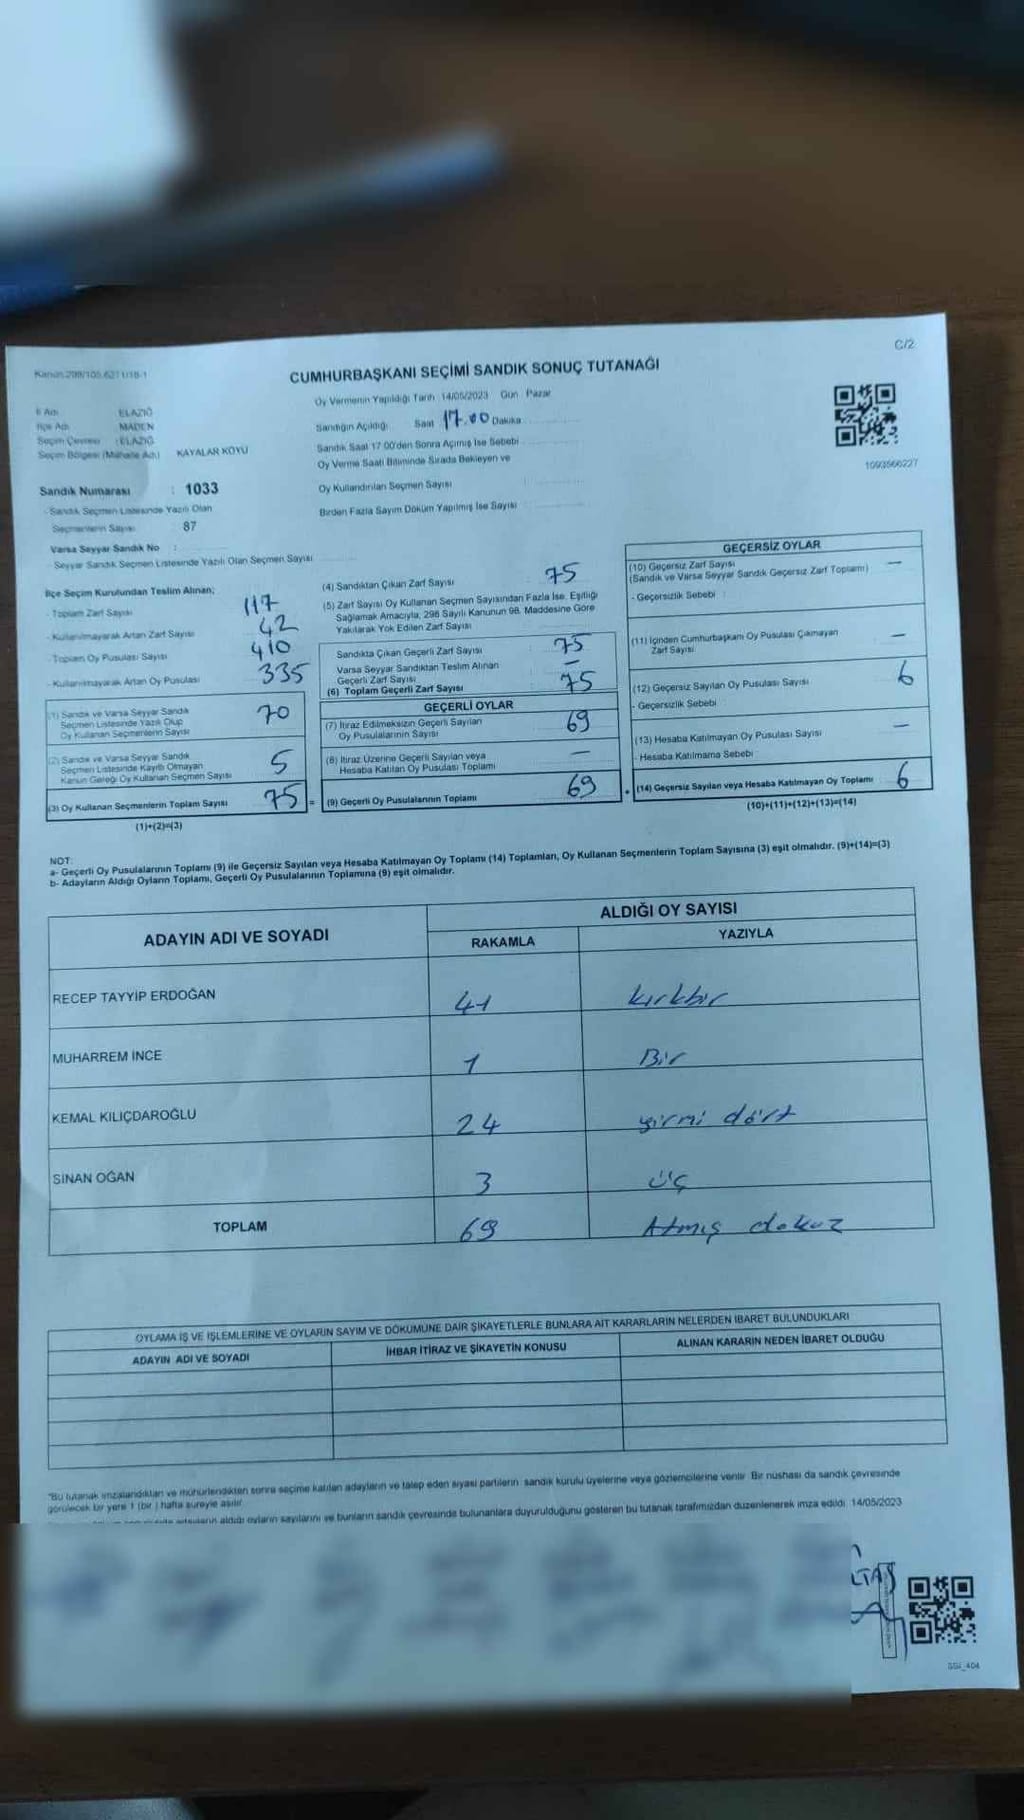 C/2
Kanun 298/105,6271/18-1
CUMHURBAŞKANI SEÇİMİ SANDIK SONUÇ TUTANAĞI
İl Adı ELAZIĞ
İlçe Adı MADEN
Seçim Çevresi : ELAZIĞ
Seçim Bölgesi (Mahalle Adı) KAYALAR KÖYÜ
Sandık Numarası : 1033
- Sandık Seçmen Listesinde Yazılı Olan
Seçmenlerin Sayısı 87
Varsa Seyyar Sandık No :
- Seyyar Sandık Seçmen Listesinde Yazılı Olan Seçmen Sayısı
Oy Vermenin Yapıldığı Tarih 14/05/2023 Gün Pazar
Sandığın Açıldığı Saat 17.00 Dakika
Sandık Saat 17 00'den Sonra Açılmış İse Sebebi
Oy Verme Saati Bitiminde Sırada Bekleyen ve
Oy Kullandırılan Seçmen Sayısı
Birden Fazla Sayım Döküm Yapılmış İse Sayısı
1093566227
İlçe Seçim Kurulundan Teslim Alınan;
- Toplam Zarf Sayısı 117
- Kullanılmayarak Artan Zarf Sayısı 42
- Toplam Oy Pusulası Sayısı 410
- Kullanılmayarak Artan Oy Pusulası 335
(1) Sandık ve Varsa Seyyar Sandık
Seçmen Listesinde Yazılı Olup
Oy Kullanan Seçmenlerin Sayısı 70
(2) Sandık ve Varsa Seyyar Sandık
Seçmen Listesinde Kayıtlı Olmayan
Kanun Gereği Oy Kullanan Seçmen Sayısı 5
(3) Oy Kullanan Seçmenlerin Toplam Sayısı 75 =
(1)+(2)=(3)
(4) Sandıktan Çıkan Zarf Sayısı 75
(5) Zarf Sayısı Oy Kullanan Seçmen Sayısından Fazla İse, Eşitliği
Sağlamak Amacıyla, 298 Sayılı Kanunun 98. Maddesine Göre
Yakılarak Yok Edilen Zarf Sayısı
Sandıkta Çıkan Geçerli Zarf Sayısı 75
Varsa Seyyar Sandıktan Teslim Alınan
Geçerli Zarf Sayısı —
(6) Toplam Geçerli Zarf Sayısı 75
GEÇERLİ OYLAR
(7) İtiraz Edilmeksizin Geçerli Sayılan
Oy Pusulalarının Sayısı 69
(8) İtiraz Üzerine Geçerli Sayılan veya
Hesaba Katılan Oy Pusulası Toplamı —
(9) Geçerli Oy Pusulalarının Toplamı 69 +
GEÇERSİZ OYLAR
(10) Geçersiz Zarf Sayısı —
(Sandık ve Varsa Seyyar Sandık Geçersiz Zarf Toplamı)
- Geçersizlik Sebebi :
(11) İçinden Cumhurbaşkanı Oy Pusulası Çıkmayan
Zarf Sayısı —
(12) Geçersiz Sayılan Oy Pusulası Sayısı 6
- Geçersizlik Sebebi
(13) Hesaba Katılmayan Oy Pusulası Sayısı —
- Hesaba Katılmama Sebebi
(14) Geçersiz Sayılan veya Hesaba Katılmayan Oy Toplamı 6
(10)+(11)+(12)+(13)=(14)
NOT:
a- Geçerli Oy Pusulalarının Toplamı (9) ile Geçersiz Sayılan veya Hesaba Katılmayan Oy Toplamı (14) Toplamları, Oy Kullanan Seçmenlerin Toplam Sayısına (3) eşit olmalıdır. (9)+(14)=(3)
b- Adayların Aldığı Oyların Toplamı, Geçerli Oy Pusulalarının Toplamına (9) eşit olmalıdır.
ADAYIN ADI VE SOYADI
ALDIĞI OY SAYISI
RAKAMLA YAZIYLA
RECEP TAYYİP ERDOĞAN 41 kırkbir
MUHARREM İNCE 1 Bir
KEMAL KILIÇDAROĞLU 24 yirmi dört
SİNAN OĞAN 3 üç
TOPLAM 69 Atmış dokuz
OYLAMA İŞ VE İŞLEMLERİNE VE OYLARIN SAYIM VE DÖKÜMÜNE DAİR ŞİKAYETLERLE BUNLARA AİT KARARLARIN NELERDEN İBARET BULUNDUKLARI
ADAYIN ADI VE SOYADI İHBAR İTİRAZ VE ŞİKAYETİN KONUSU ALINAN KARARIN NEDEN İBARET OLDUĞU
"Bu tutanak imzalandıktan ve mühürlendikten sonra seçime katılan adayların ve talep eden siyasi partilerin sandık kurulu üyelerine veya gözlemcilerine verilir. Bir nüshası da sandık çevresinde
görülecek bir yere 1 (bir ) hafta süreyle asılır
aldığı oyların sayılarını ve bunların sandık çevresinde bulunanlara duyurulduğunu gösteren bu tutanak tarafımızdan düzenlenerek imza edildi. 14/05/2023